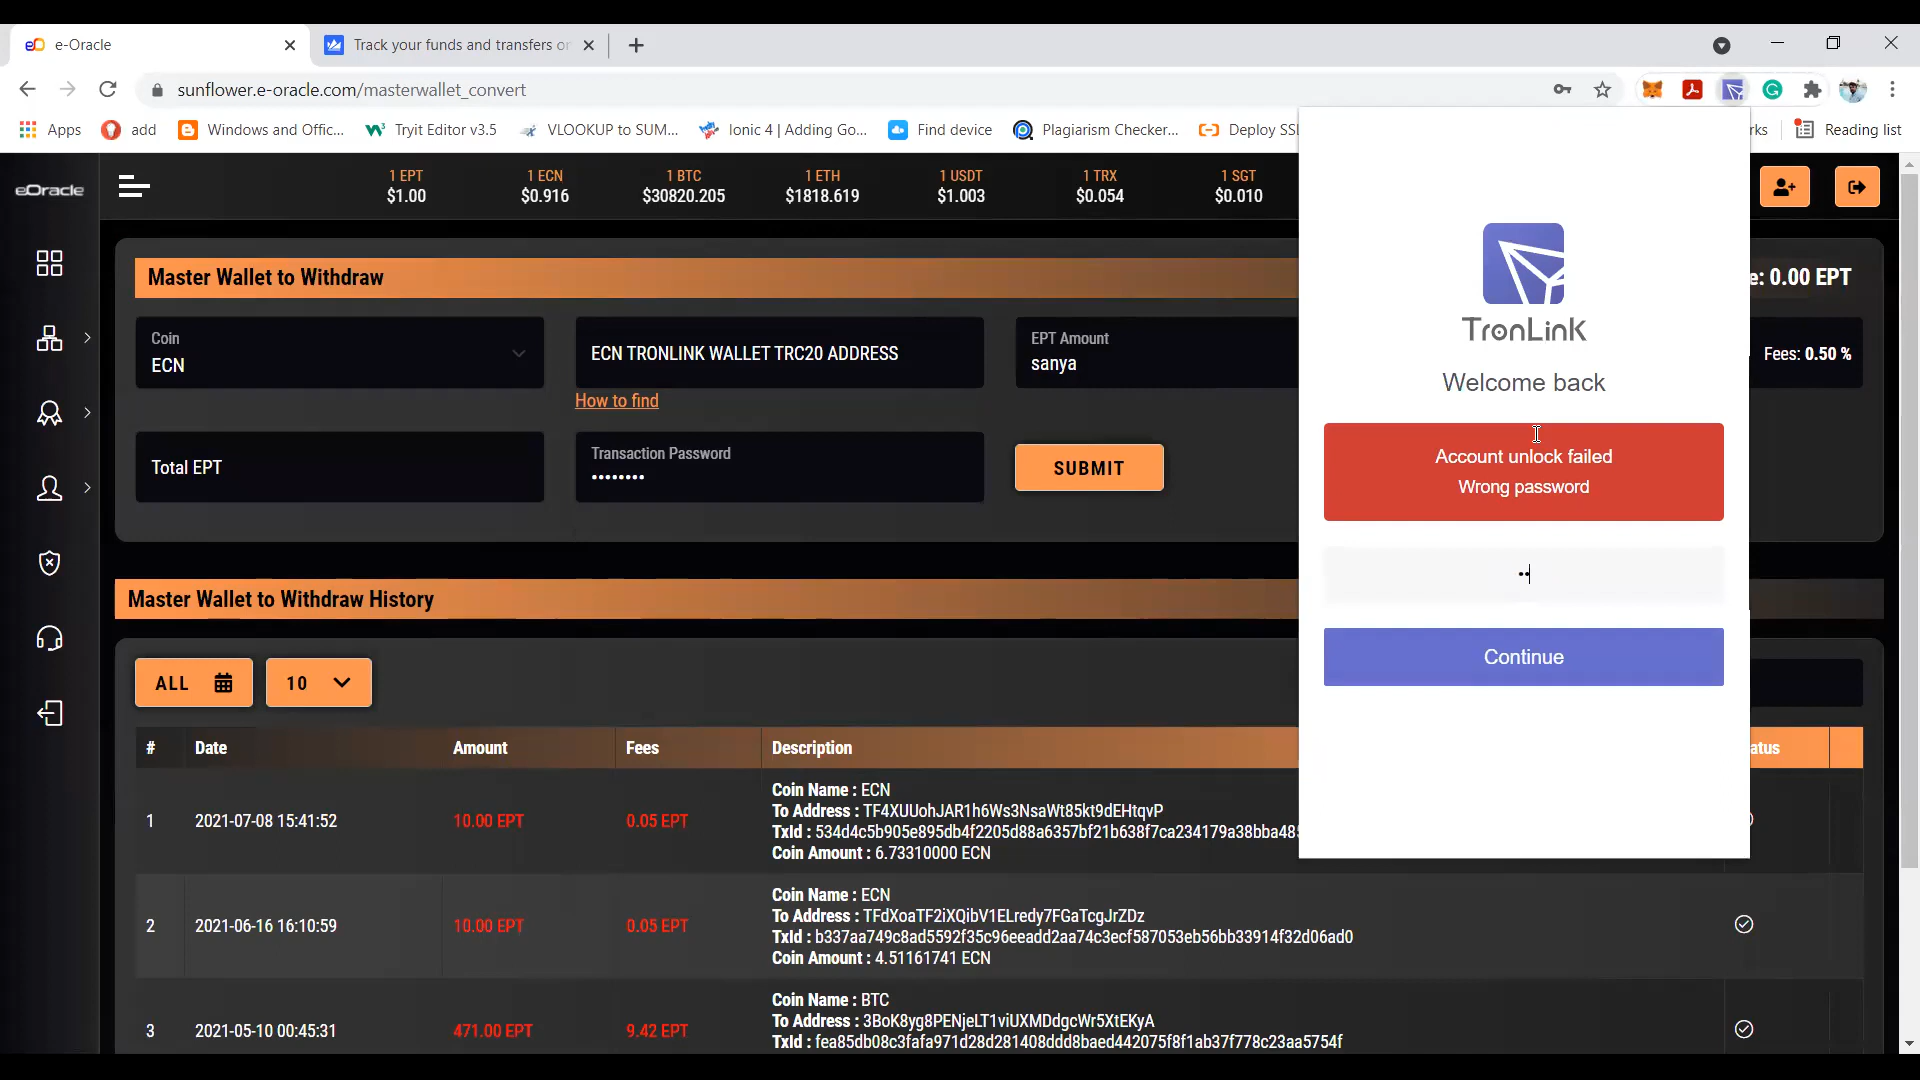 e-Oracle
Track your funds and transfers or
sunflower.e-oracle.com/masterwallet_convert
Apps
add
Windows and Offic...
Tryit Editor v3.5
VLOOKUP to SUM...
Ionic 4 | Adding Go...
Find device
Plagiarism Checker...
Deploy SSL
Reading list
eOracle
1 EPT
$1.00
1 ECN
$0.916
1 BTC
$30820.205
1 ETH
$1818.619
1 USDT
$1.003
1 TRX
$0.054
1 SGT
$0.010
Master Wallet to Withdraw
e: 0.00 EPT
Coin
ECN
ECN TRONLINK WALLET TRC20 ADDRESS
How to find
EPT Amount
sanya
Fees: 0.50 %
Total EPT
Transaction Password
••••••••
SUBMIT
TronLink
Welcome back
Account unlock failed
Wrong password
••
Continue
Master Wallet to Withdraw History
ALL
10
# Date Amount Fees Description atus
1 2021-07-08 15:41:52 10.00 EPT 0.05 EPT
Coin Name : ECN
To Address : TF4XUUohJAR1h6Ws3NsaWt85kt9dEHtqvP
TxId : 534d4c5b905e895db4f2205d88a6357bf21b638f7ca234179a38bba48
Coin Amount : 6.73310000 ECN
2 2021-06-16 16:10:59 10.00 EPT 0.05 EPT
Coin Name : ECN
To Address : TFdXoaTF2iXQibV1ELredy7FGaTcgJrZDz
TxId : b337aa749c8ad5592f35c96eeadd2aa74c3ecf587053eb56bb33914f32d06ad0
Coin Amount : 4.51161741 ECN
3 2021-05-10 00:45:31 471.00 EPT 9.42 EPT
Coin Name : BTC
To Address : 3BoK8yg8PENjeLT1viUXMDdgcWr5XtEKyA
TxId : fea85db08c3fafa971d28d281408ddd8baed442075f8f1ab37f778c23aa5754f